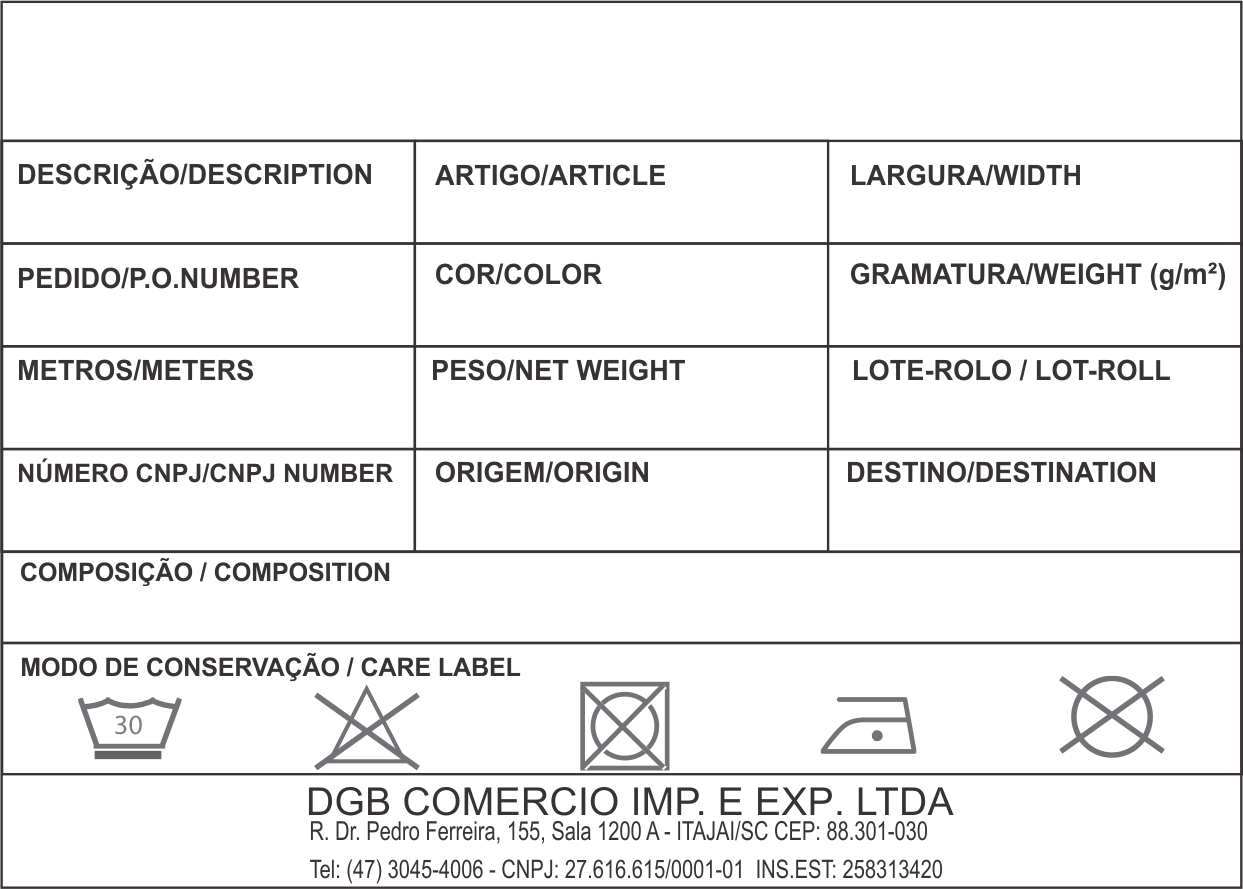 DESCRIÇÃO/DESCRIPTION
ARTIGO/ARTICLE
LARGURA/WIDTH
PEDIDO/P.O.NUMBER
COR/COLOR
GRAMATURA/WEIGHT (g/m²)
METROS/METERS
PESO/NET WEIGHT
LOTE-ROLO / LOT-ROLL
NÚMERO CNPJ/CNPJ NUMBER
ORIGEM/ORIGIN
DESTINO/DESTINATION
COMPOSIÇÃO / COMPOSITION
MODO DE CONSERVAÇÃO / CARE LABEL
30
DGB COMERCIO IMP. E EXP. LTDA
R. Dr. Pedro Ferreira, 155, Sala 1200 A - ITAJAI/SC CEP: 88.301-030
Tel: (47) 3045-4006 - CNPJ: 27.616.615/0001-01 INS.EST: 258313420